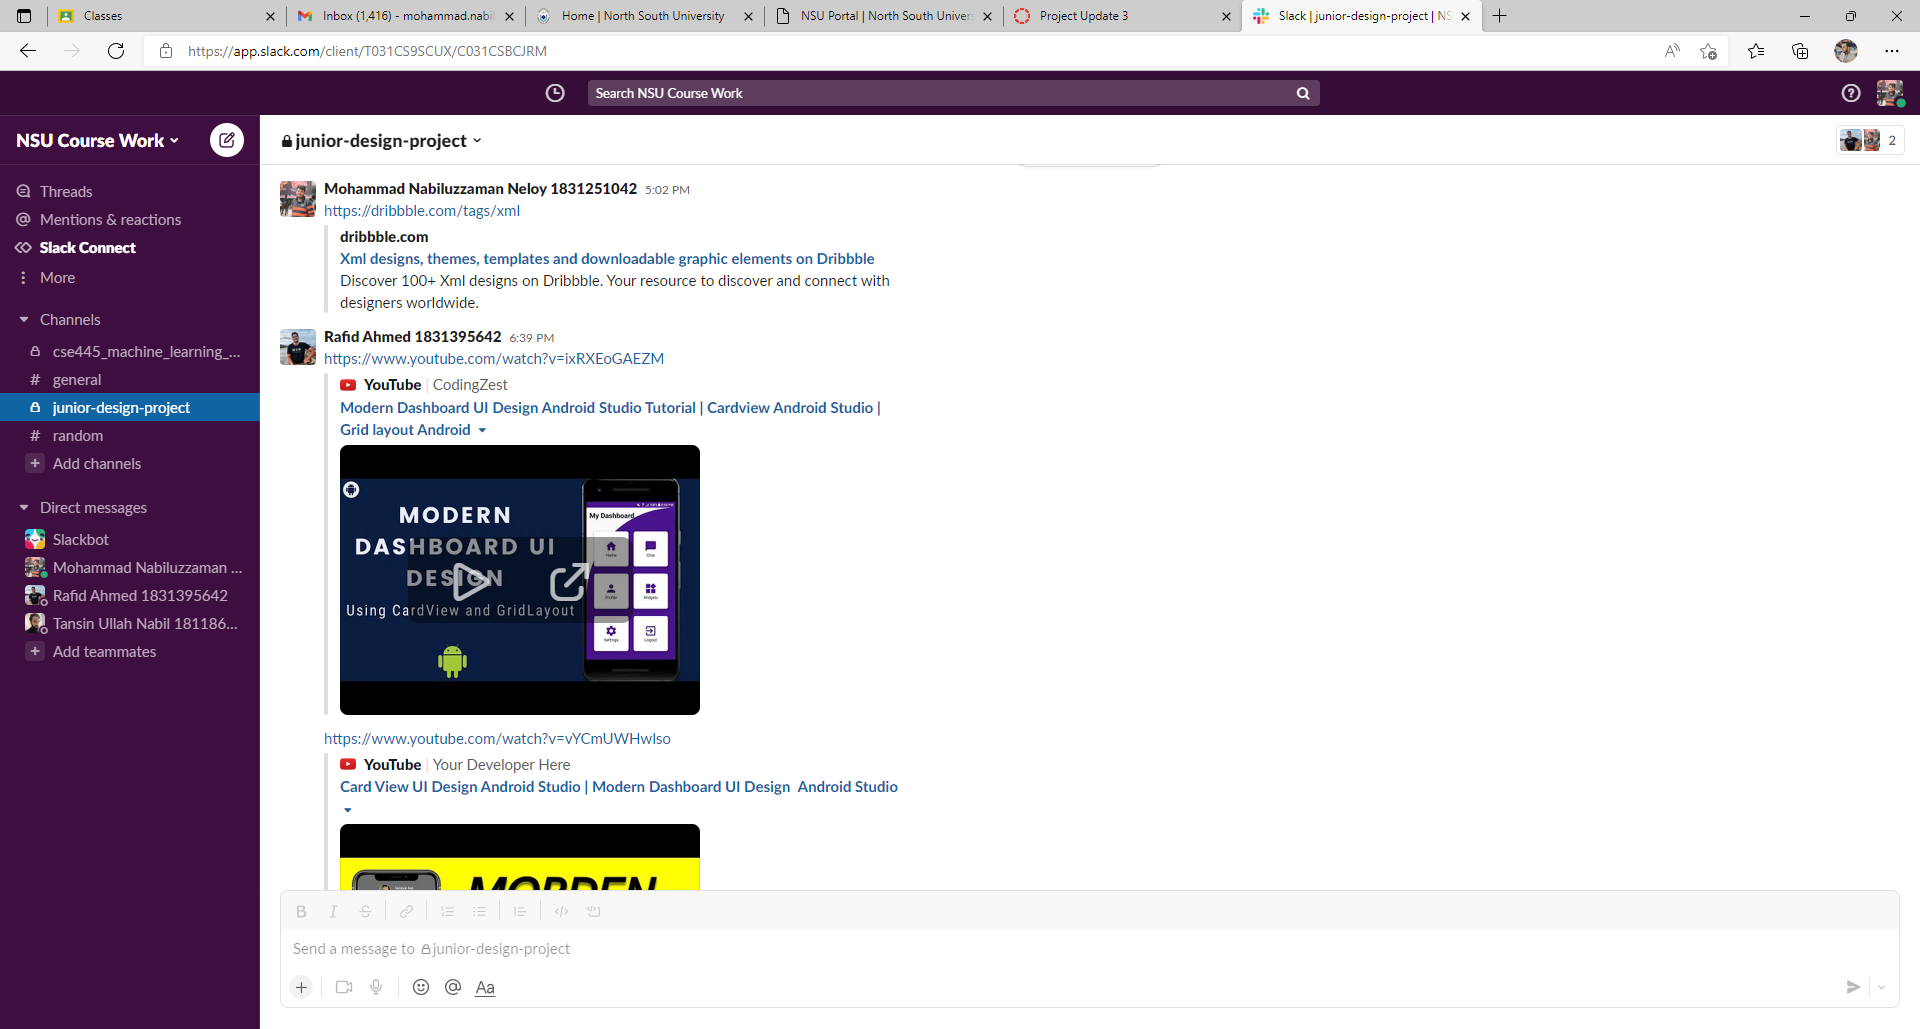 Classes
Inbox (1,416) - mohammad.nabil
Home | North South University
NSU Portal | North South Univers
Project Update 3
Slack | junior-design-project | NS
https://app.slack.com/client/T031CS9SCUX/C031CSBCJRM
Search NSU Course Work
NSU Course Work
junior-design-project
2
Threads
Mentions & reactions
Slack Connect
More
Channels
cse445_machine_learning_...
# general
junior-design-project
# random
+ Add channels
Direct messages
Slackbot
Mohammad Nabiluzzaman ...
Rafid Ahmed 1831395642
Tansin Ullah Nabil 181186...
+ Add teammates
Mohammad Nabiluzzaman Neloy 1831251042 5:02 PM
https://dribbble.com/tags/xml
dribbble.com
Xml designs, themes, templates and downloadable graphic elements on Dribbble
Discover 100+ Xml designs on Dribbble. Your resource to discover and connect with
designers worldwide.
Rafid Ahmed 1831395642 6:39 PM
https://www.youtube.com/watch?v=ixRXEoGAEZM
YouTube | CodingZest
Modern Dashboard UI Design Android Studio Tutorial | Cardview Android Studio |
Grid layout Android
MODERN
DASHBOARD UI
DESIGN
Using CardView and GridLayout
My Dashboard
Home
Chat
Profile
Widgets
Settings
Logout
https://www.youtube.com/watch?v=vYCmUWHwlso
YouTube | Your Developer Here
Card View UI Design Android Studio | Modern Dashboard UI Design Android Studio
MORDEN
B I S
Send a message to junior-design-project
@ Aa